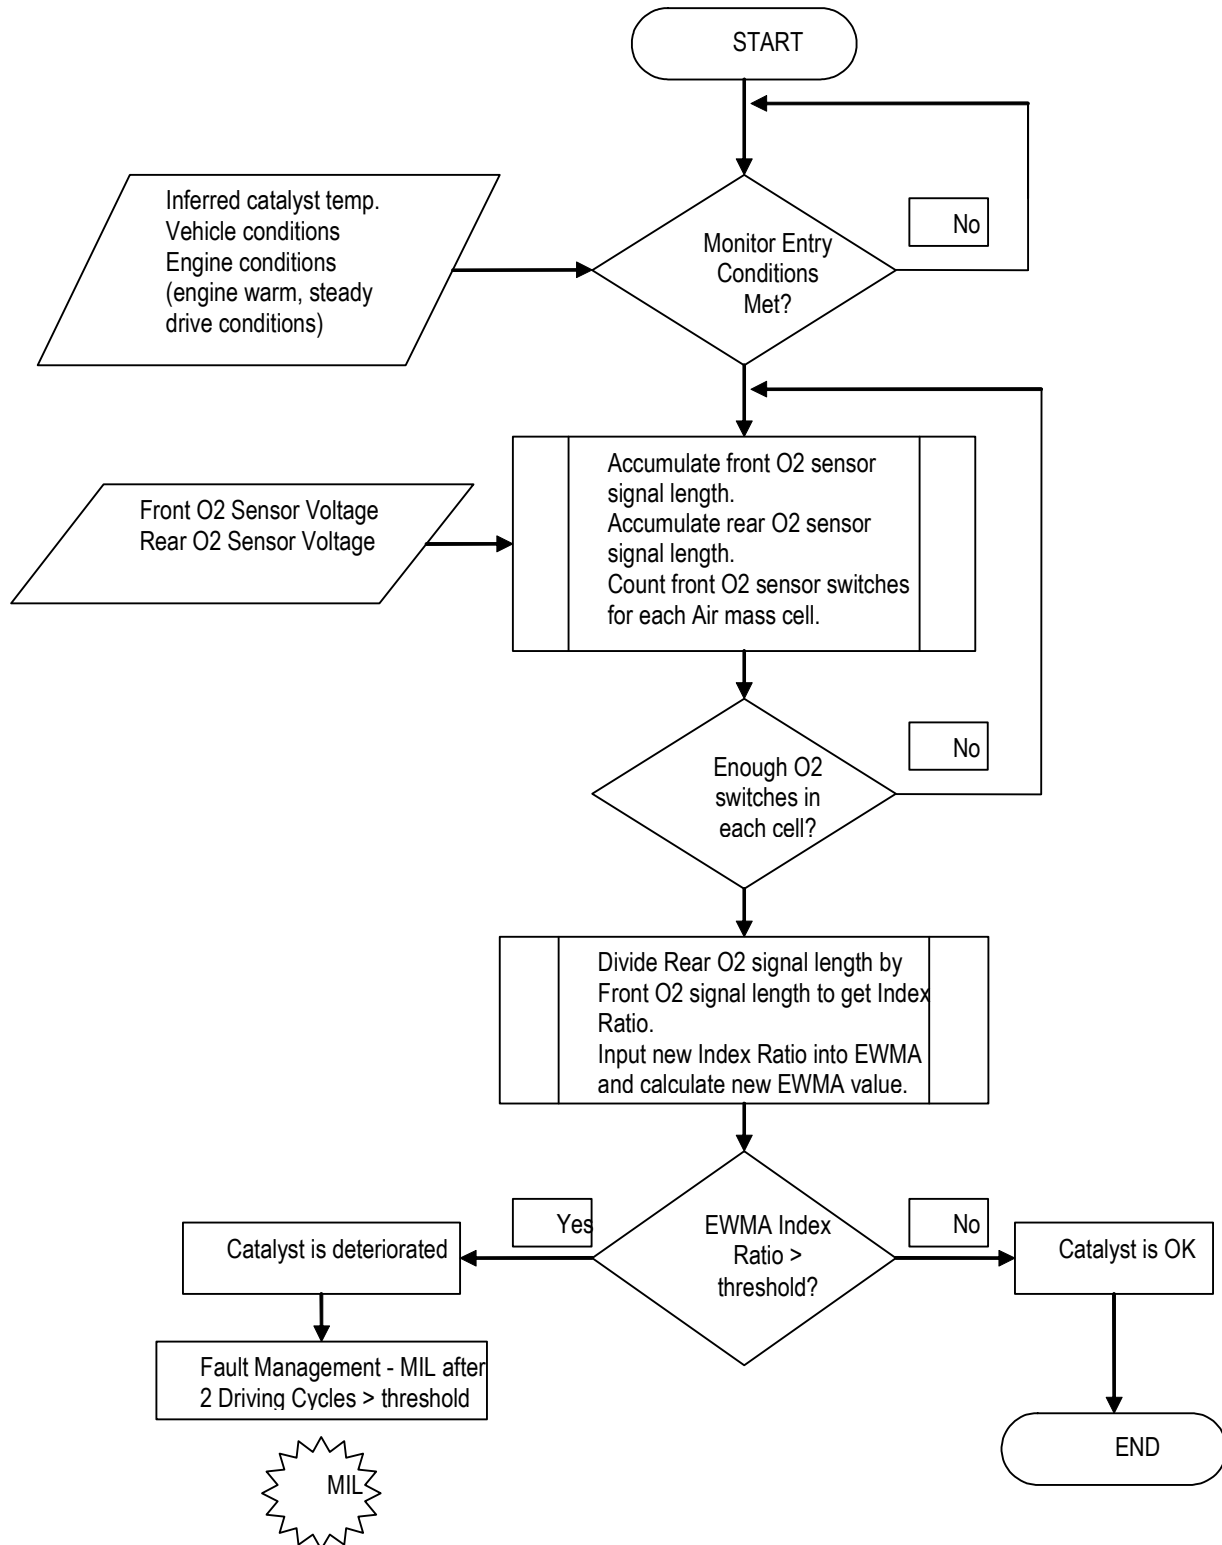 START
No
Inferred catalyst temp.
Vehicle conditions
Engine conditions
(engine warm, steady
drive conditions)
Monitor Entry
Conditions
Met?
Accumulate front O2 sensor
signal length.
Accumulate rear O2 sensor
signal length.
Count front O2 sensor switches
for each Air mass cell.
Front O2 Sensor Voltage
Rear O2 Sensor Voltage
No
Enough O2
switches in
each cell?
Divide Rear O2 signal length by
Front O2 signal length to get Index
Ratio.
Input new Index Ratio into EWMA
and calculate new EWMA value.
Yes
EWMA Index
Ratio >
threshold?
No
Catalyst is deteriorated
Catalyst is OK
Fault Management - MIL after
2 Driving Cycles > threshold
END
MIL